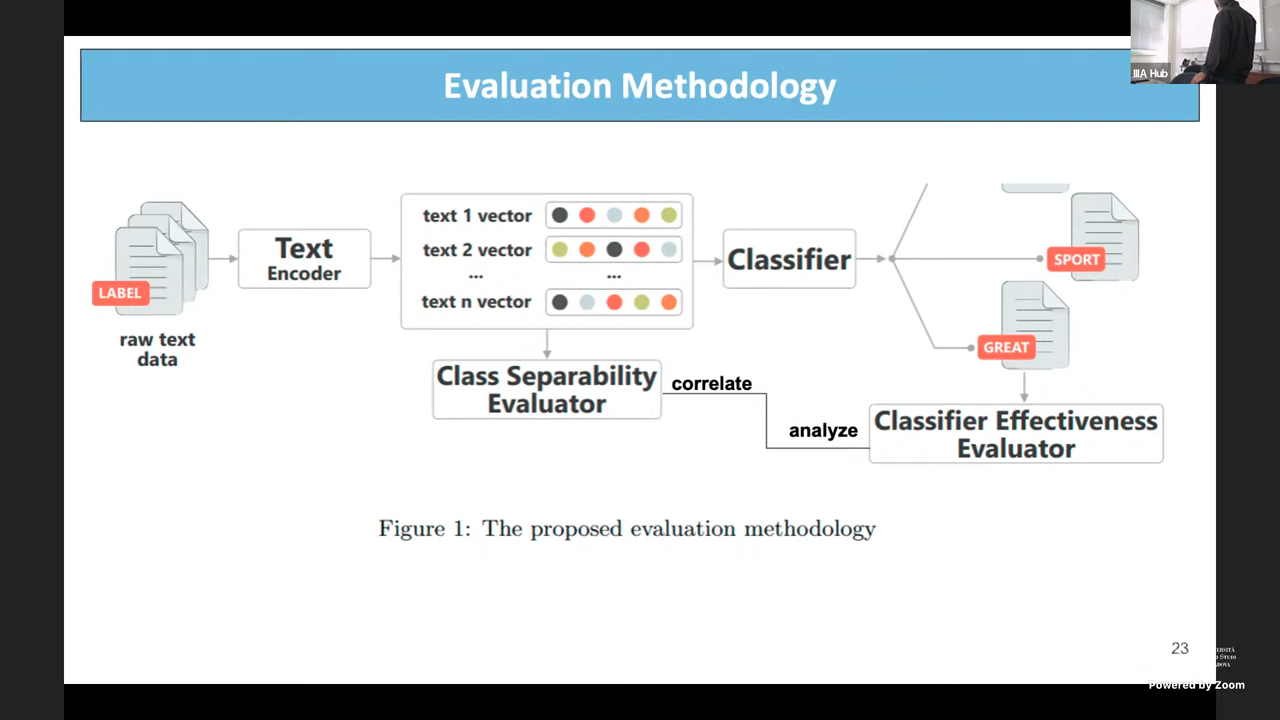 Evaluation Methodology
IIIA Hub
LABEL
raw text
data
Text
Encoder
text 1 vector
text 2 vector
... ...
text n vector
Classifier
SPORT
GREAT
Class Separability
Evaluator
correlate
analyze
Classifier Effectiveness
Evaluator
Figure 1: The proposed evaluation methodology
23
Powered by Zoom